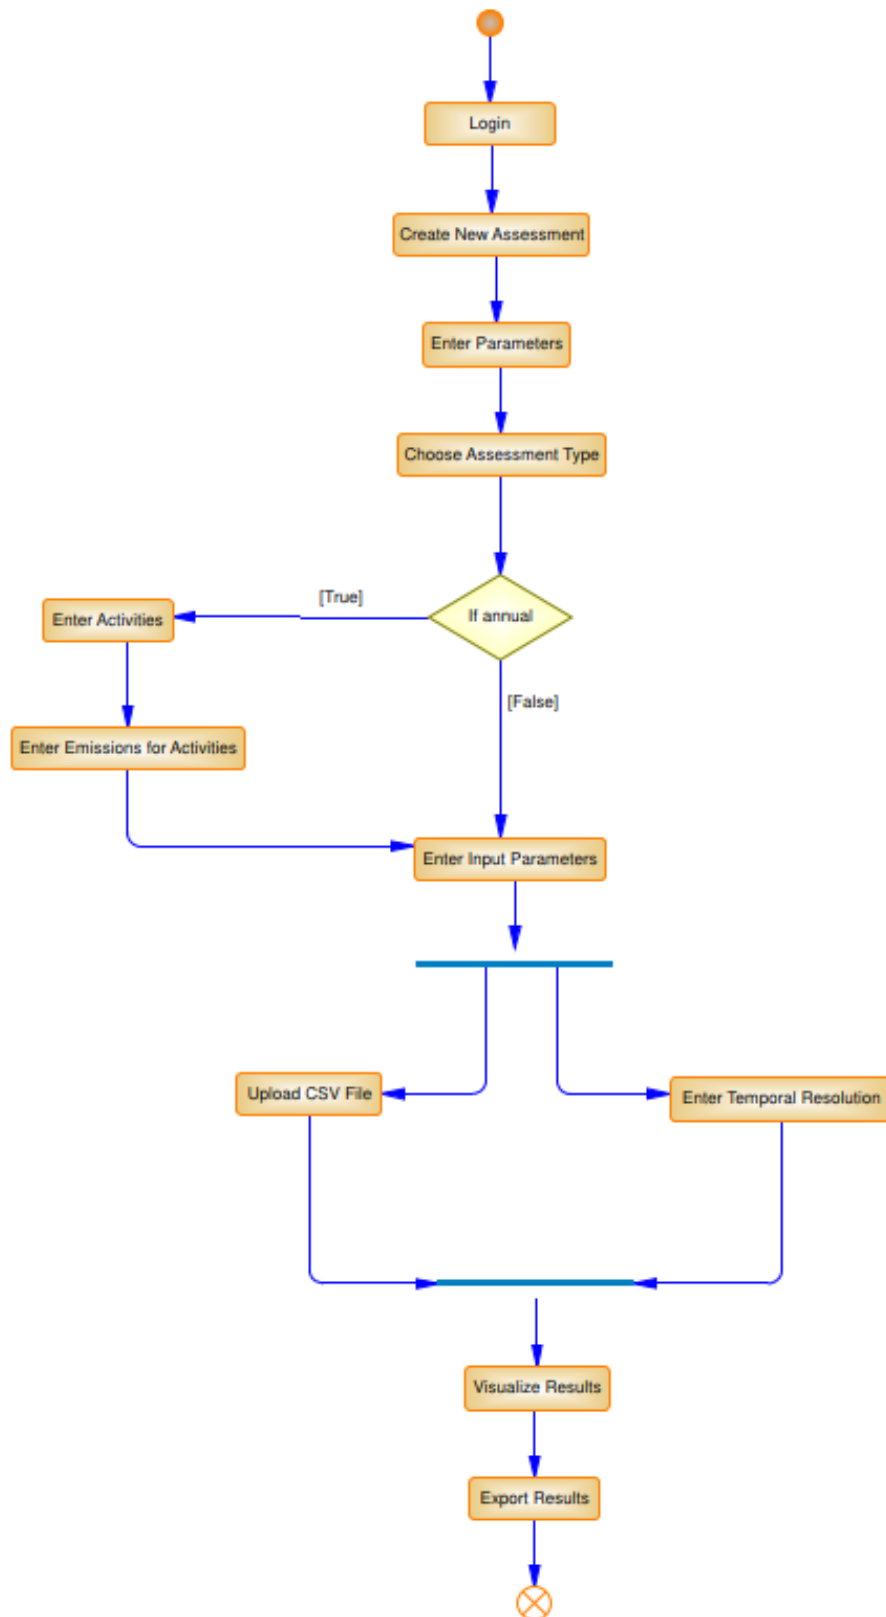 Login
Create New Assessment
Enter Parameters
Choose Assessment Type
If annual
[True]
[False]
Enter Activities
Enter Emissions for Activities
Enter Input Parameters
Upload CSV File
Enter Temporal Resolution
Visualize Results
Export Results